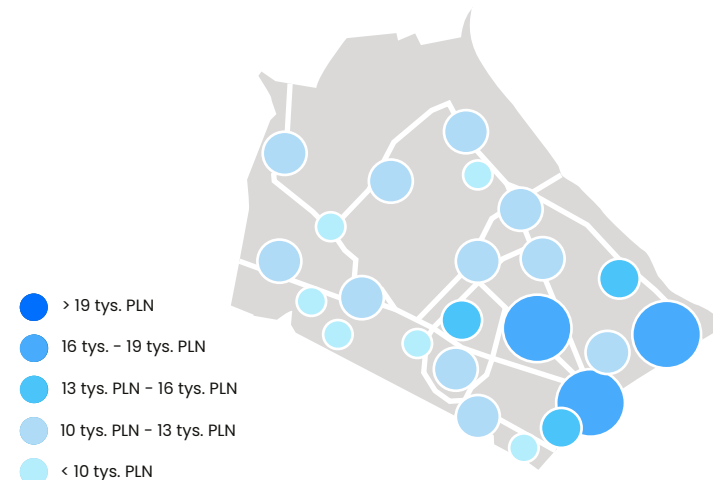 > 19 tys. PLN
16 tys. - 19 tys. PLN
13 tys. PLN - 16 tys. PLN
10 tys. PLN - 13 tys. PLN
< 10 tys. PLN